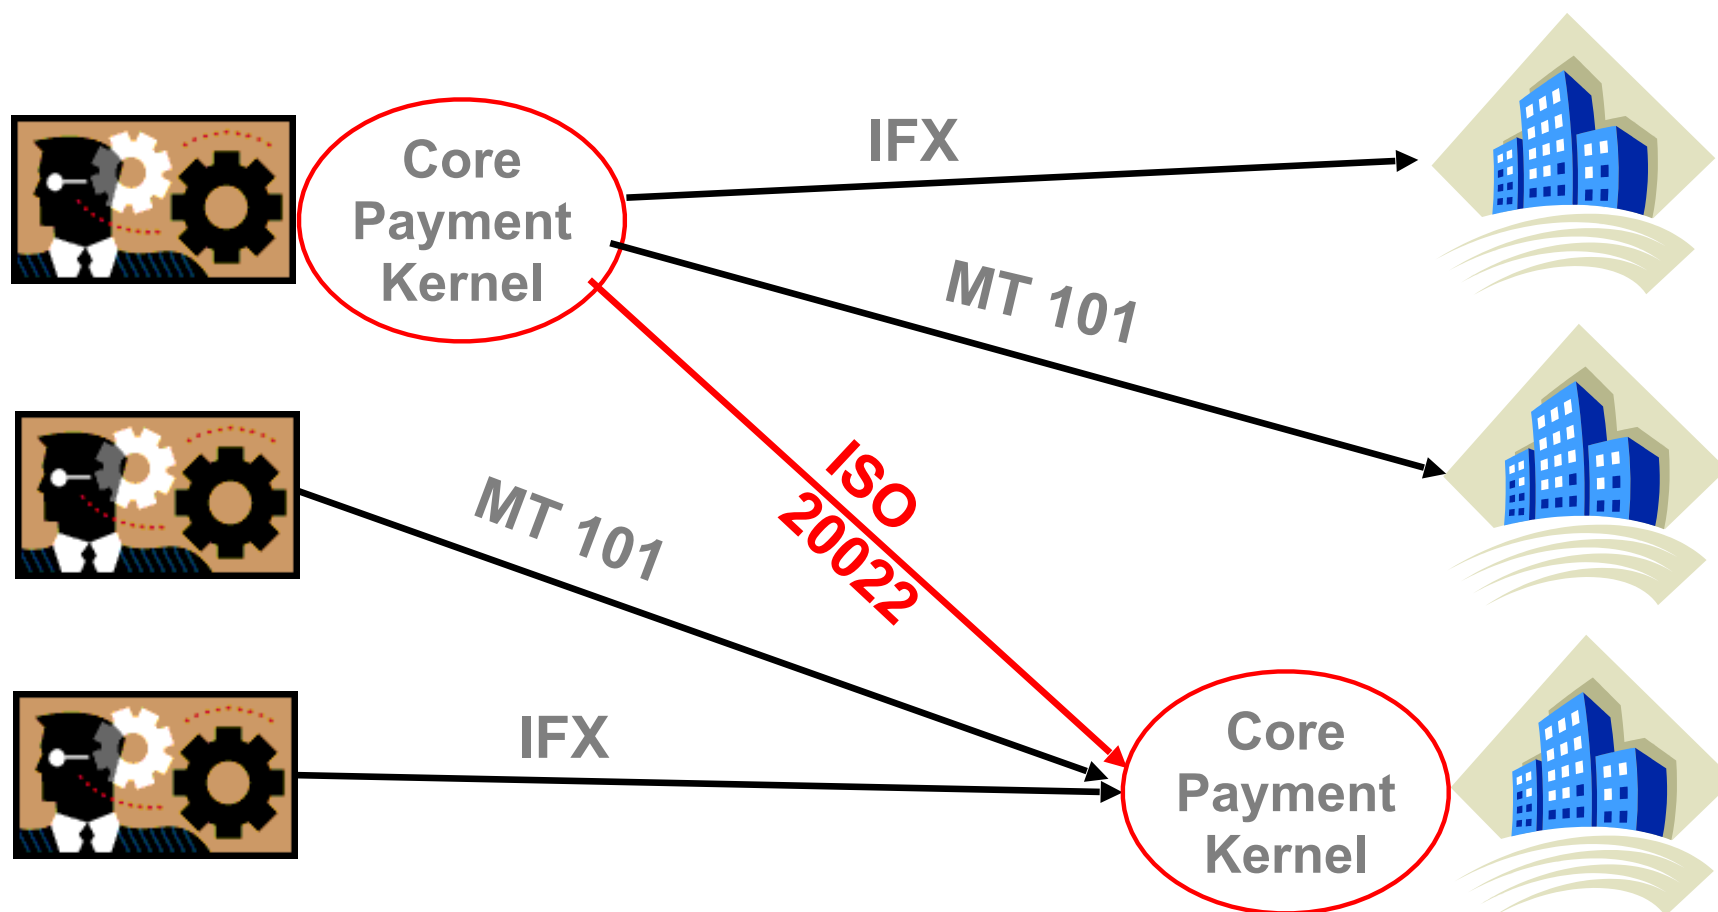 Core
Payment
Kernel
IFX
MT 101
ISO
20022
MT 101
IFX
Core
Payment
Kernel